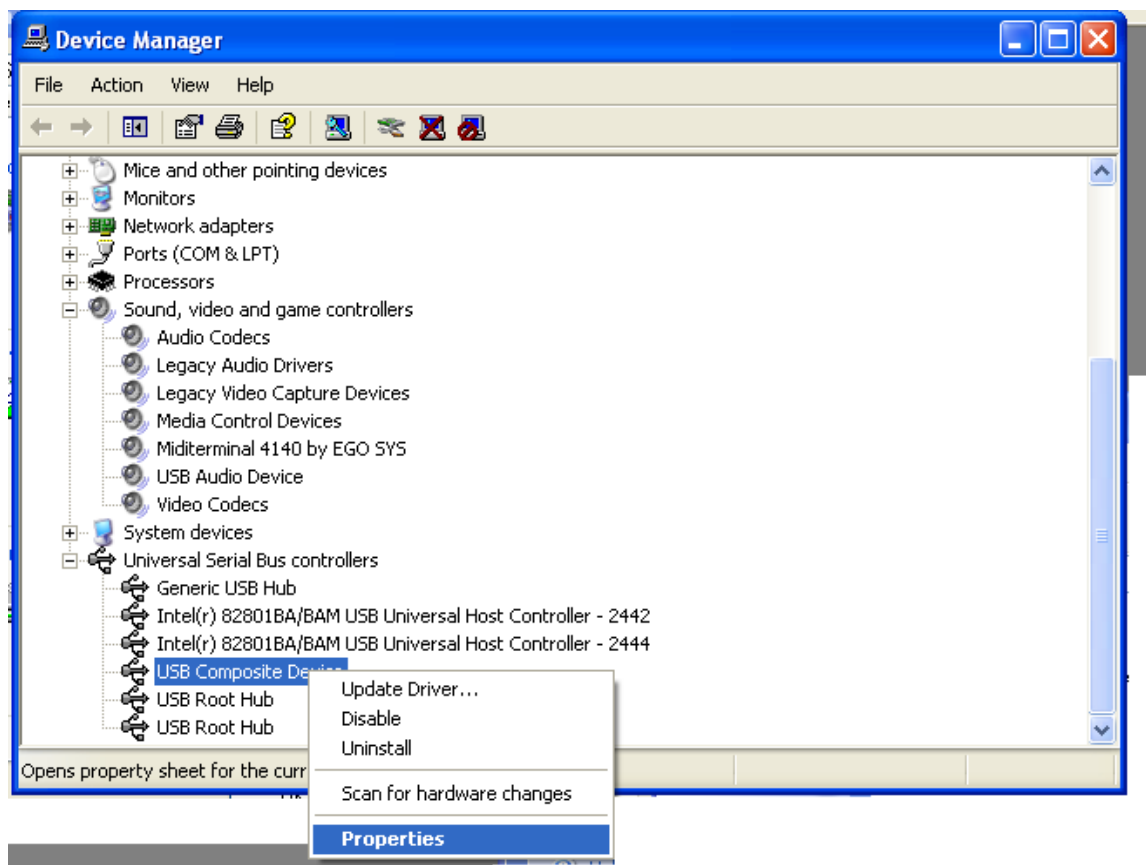 Device Manager
File Action View Help
Mice and other pointing devices
Monitors
Network adapters
Ports (COM & LPT)
Processors
Sound, video and game controllers
Audio Codecs
Legacy Audio Drivers
Legacy Video Capture Devices
Media Control Devices
Miditerminal 4140 by EGO SYS
USB Audio Device
Video Codecs
System devices
Universal Serial Bus controllers
Generic USB Hub
Intel(r) 82801BA/BAM USB Universal Host Controller - 2442
Intel(r) 82801BA/BAM USB Universal Host Controller - 2444
USB Composite Device
USB Root Hub
USB Root Hub
Update Driver...
Disable
Uninstall
Scan for hardware changes
Properties
Opens property sheet for the curr